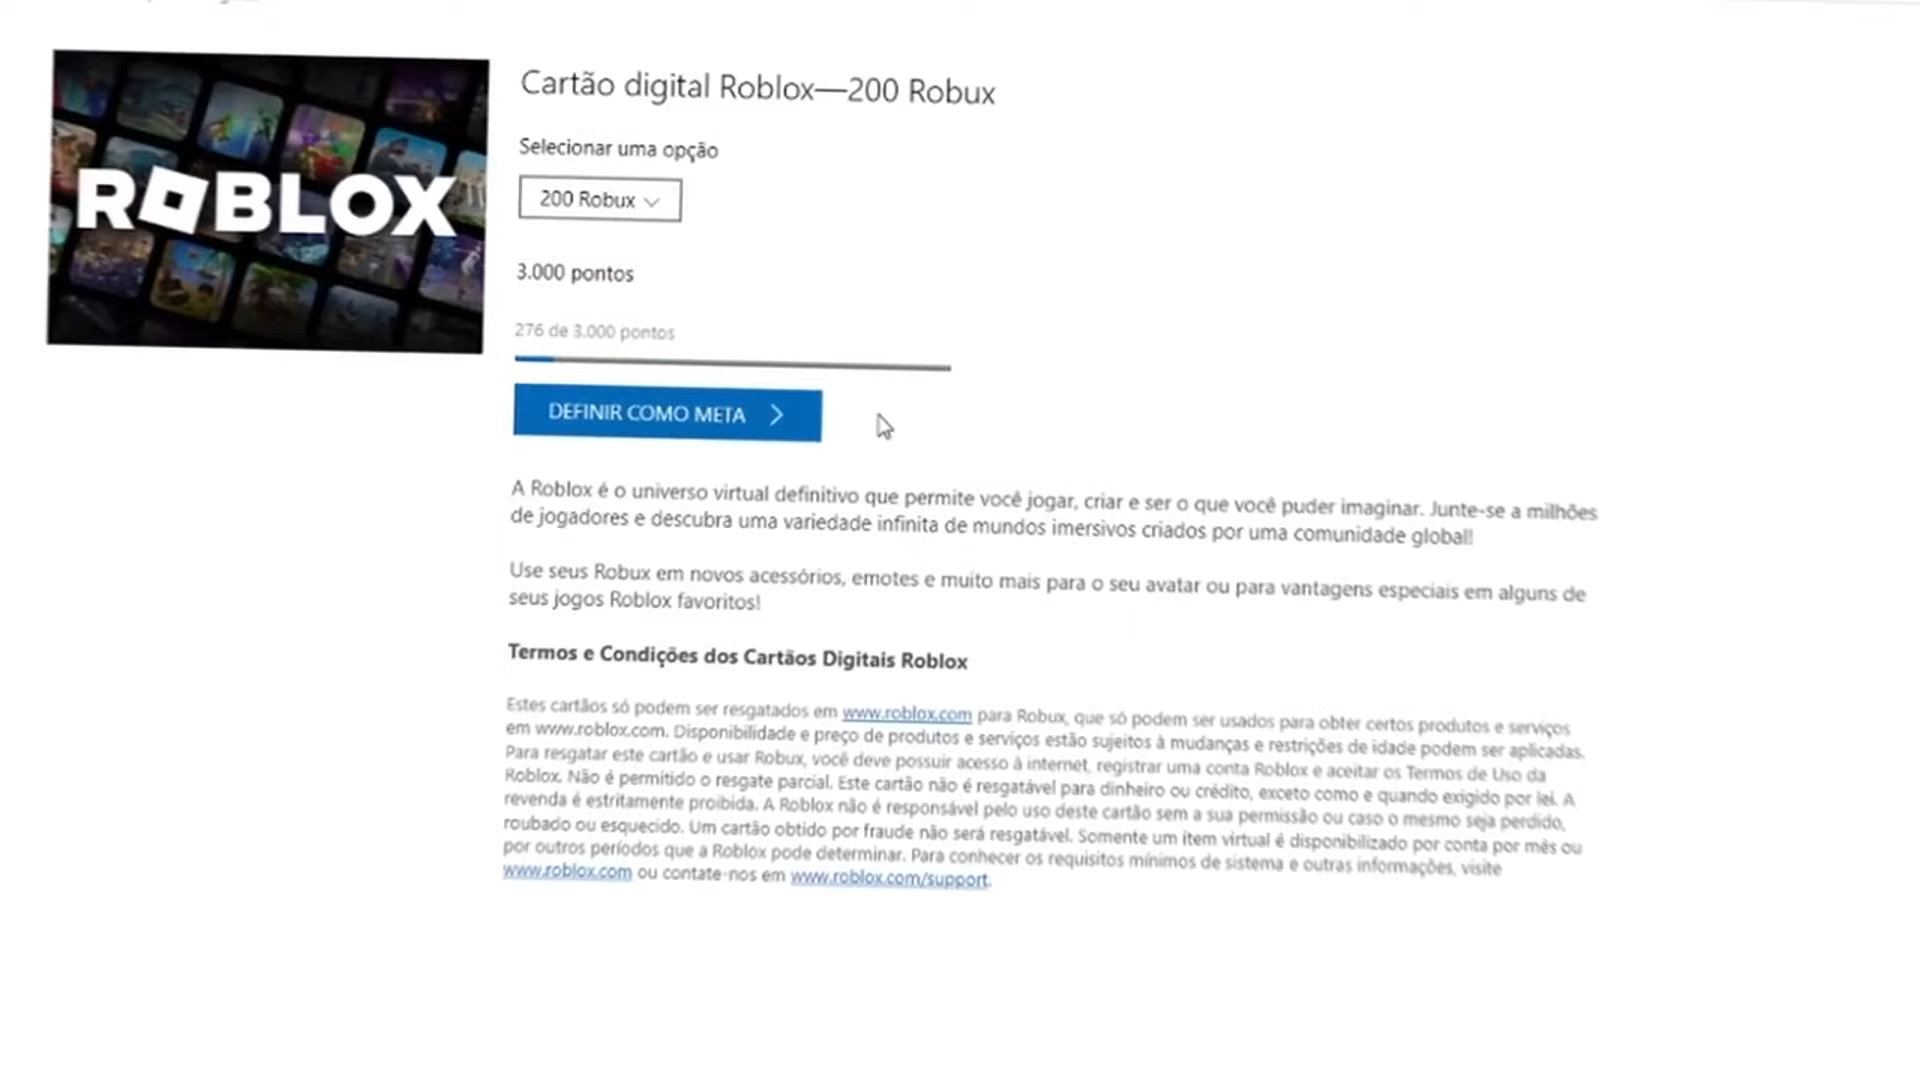 ROBLOX
Cartão digital Roblox—200 Robux
Selecionar uma opção
200 Robux
3.000 pontos
276 de 3.000 pontos
DEFINIR COMO META
A Roblox é o universo virtual definitivo que permite você jogar, criar e ser o que você puder imaginar. Junte-se a milhões
de jogadores e descubra uma variedade infinita de mundos imersivos criados por uma comunidade global!
Use seus Robux em novos acessórios, emotes e muito mais para o seu avatar ou para vantagens especiais em alguns de
seus jogos Roblox favoritos!
Termos e Condições dos Cartãos Digitais Roblox
Estes cartãos só podem ser resgatados em www.roblox.com para Robux, que só podem ser usados para obter certos produtos e serviços
em www.roblox.com. Disponibilidade e preço de produtos e serviços estão sujeitos à mudanças e restrições de idade podem ser aplicadas.
Para resgatar este cartão e usar Robux, você deve possuir acesso à internet, registrar uma conta Roblox e aceitar os Termos de Uso da
Roblox. Não é permitido o resgate parcial. Este cartão não é resgatável para dinheiro ou crédito, exceto como e quando exigido por lei. A
revenda é estritamente proibida. A Roblox não é responsável pelo uso deste cartão sem a sua permissão ou caso o mesmo seja perdido,
roubado ou esquecido. Um cartão obtido por fraude não será resgatável. Somente um item virtual é disponibilizado por conta por mês ou
por outros períodos que a Roblox pode determinar. Para conhecer os requisitos mínimos de sistema e outras informações, visite
www.roblox.com ou contate-nos em www.roblox.com/support.